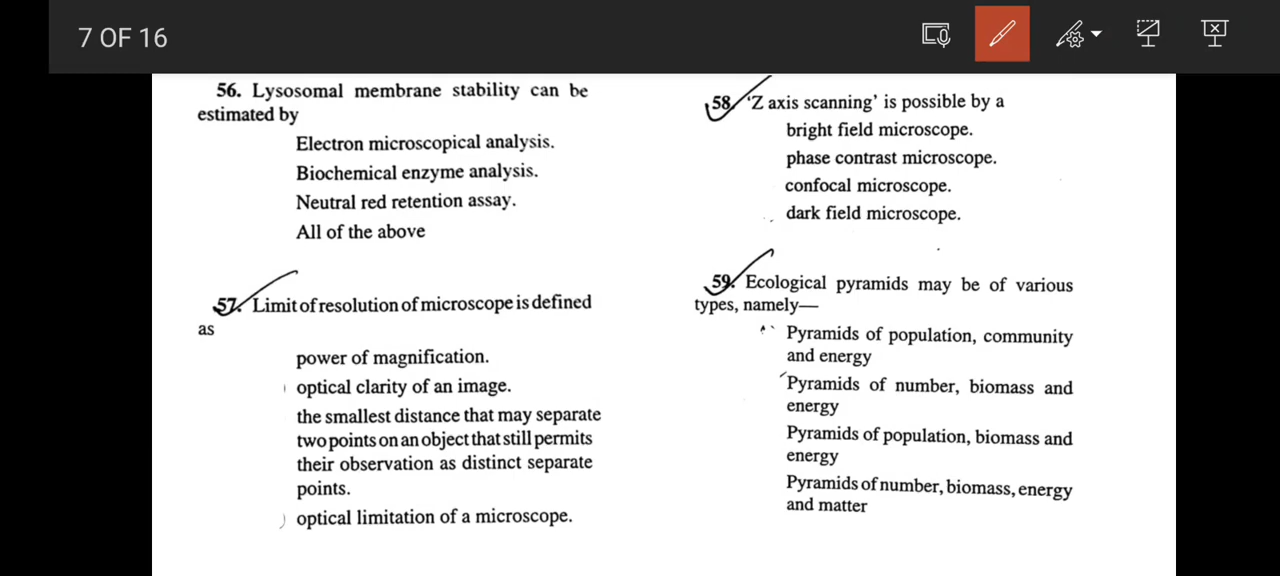 7 OF 16
56. Lysosomal membrane stability can be
estimated by
Electron microscopical analysis.
Biochemical enzyme analysis.
Neutral red retention assay.
All of the above
57. Limit of resolution of microscope is defined
as
power of magnification.
optical clarity of an image.
the smallest distance that may separate
two points on an object that still permits
their observation as distinct separate
points.
optical limitation of a microscope.
58. 'Z axis scanning' is possible by a
bright field microscope.
phase contrast microscope.
confocal microscope.
dark field microscope.
59. Ecological pyramids may be of various
types, namely—
Pyramids of population, community
and energy
Pyramids of number, biomass and
energy
Pyramids of population, biomass and
energy
Pyramids of number, biomass, energy
and matter